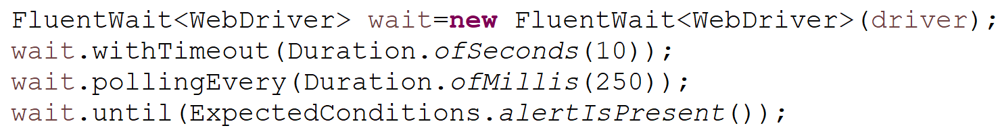 FluentWait<WebDriver> wait=new FluentWait<WebDriver>(driver);
wait.withTimeout(Duration.ofSeconds(10));
wait.pollingEvery(Duration.ofMillis(250));
wait.until(ExpectedConditions.alertIsPresent());